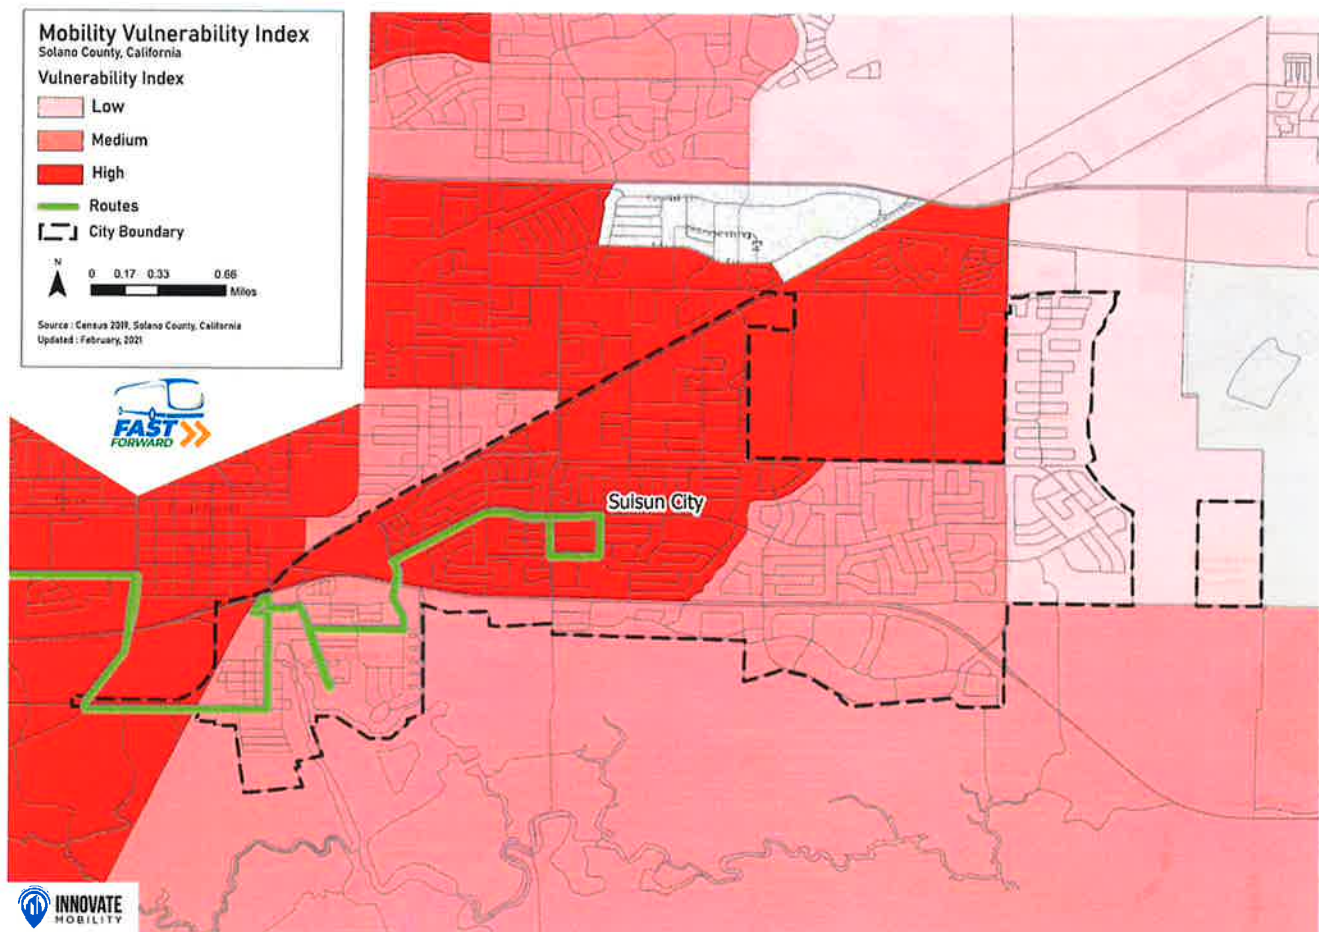 Mobility Vulnerability Index
Solano County, California
Vulnerability Index
Low
Medium
High
Routes
City Boundary
N
0 0.17 0.33 0.66
Miles
Source : Census 2019, Solano County, California
Updated : February, 2021
FAST
FORWARD
Suisun City
INNOVATE
MOBILITY